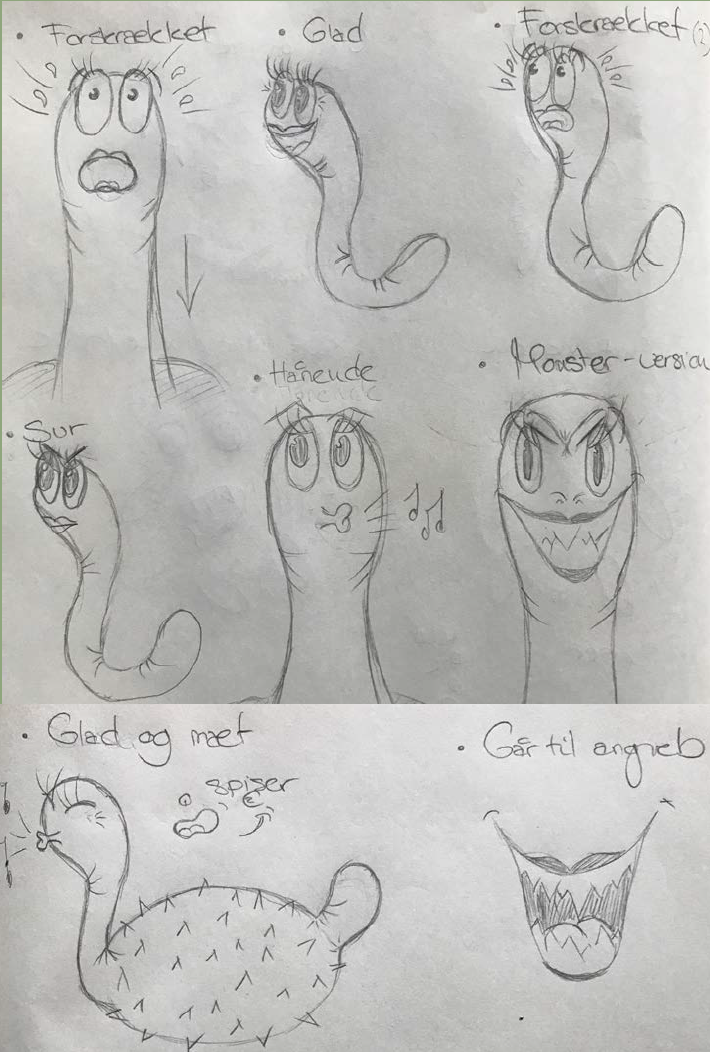 • Forskrækket
• Glad
• Forskrækket (2)
• Sur
• Hånende
• Monster-version
• Glad og mæt
spiser
• Går til angreb